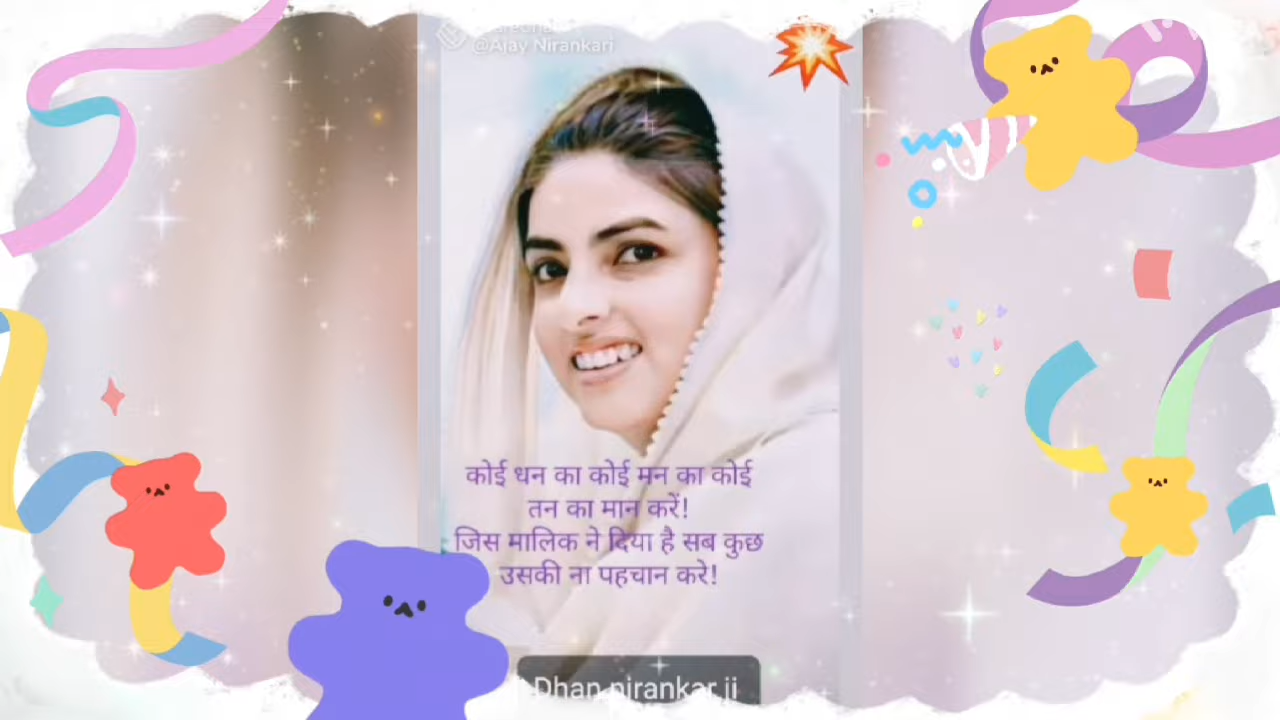 @Ajay Nirankari
कोई धन का कोई मन का कोई
तन का मान करें!
जिस मालिक ने दिया है सब कुछ
उसकी ना पहचान करे!
Dhan nirankar ji